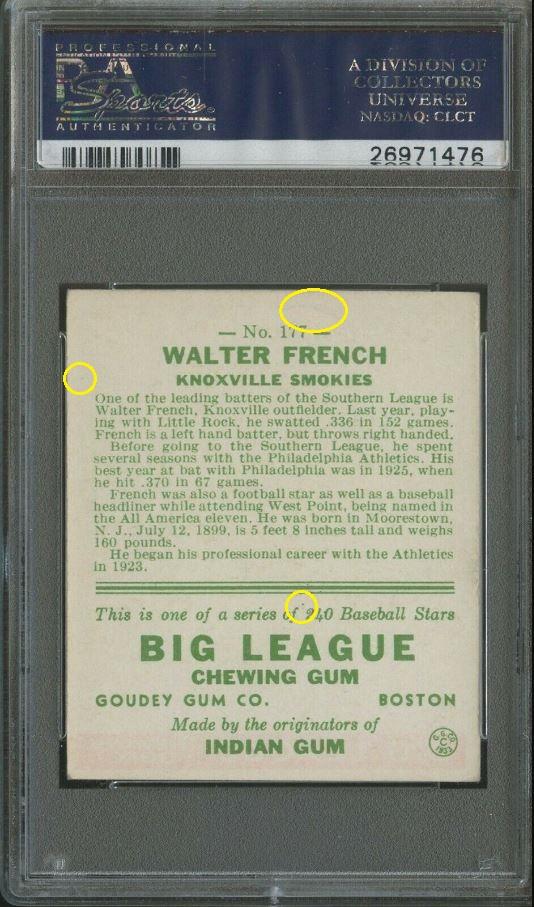 PROFESSIONAL
PSA
Sports
AUTHENTICATOR
A DIVISION OF
COLLECTORS
UNIVERSE
NASDAQ: CLCT
26971476
— No. 177 —
WALTER FRENCH
KNOXVILLE SMOKIES
One of the leading batters of the Southern League is
Walter French, Knoxville outfielder. Last year, play-
ing with Little Rock, he swatted .336 in 152 games.
French is a left hand batter, but throws right handed.
Before going to the Southern League, he spent
several seasons with the Philadelphia Athletics. His
best year at bat with Philadelphia was in 1925, when
he hit .370 in 67 games.
French was also a football star as well as a baseball
headliner while attending West Point, being named in
the All America eleven. He was born in Moorestown,
N. J., July 12, 1899, is 5 feet 8 inches tall and weighs
160 pounds.
He began his professional career with the Athletics
in 1923.
This is one of a series of 240 Baseball Stars
BIG LEAGUE
CHEWING GUM
GOUDEY GUM CO. BOSTON
Made by the originators of
INDIAN GUM
G. G. CO.
C
1933